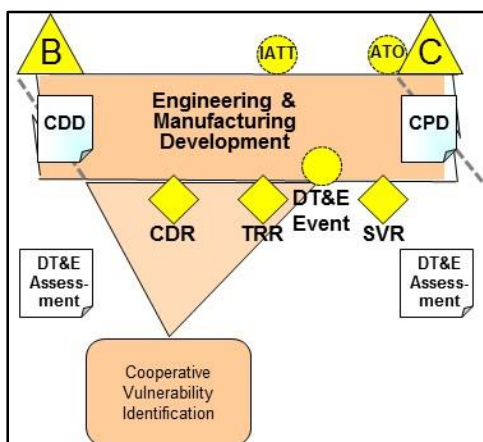 B
IATT
ATO
C
CDD
Engineering &
Manufacturing
Development
CPD
CDR
TRR
DT&E
Event
SVR
DT&E
Assess-
ment
DT&E
Assess-
ment
Cooperative
Vulnerability
Identification